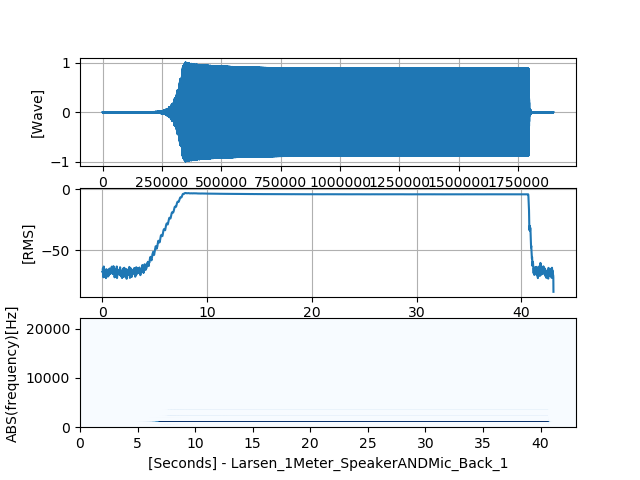 1
0
−1
[Wave]
0 250000 500000 750000 1000000 1250000 1500000 1750000
0
−50
[RMS]
0 10 20 30 40
20000
10000
0
ABS(frequency)[Hz]
0 5 10 15 20 25 30 35 40
[Seconds] - Larsen_1Meter_SpeakerANDMic_Back_1